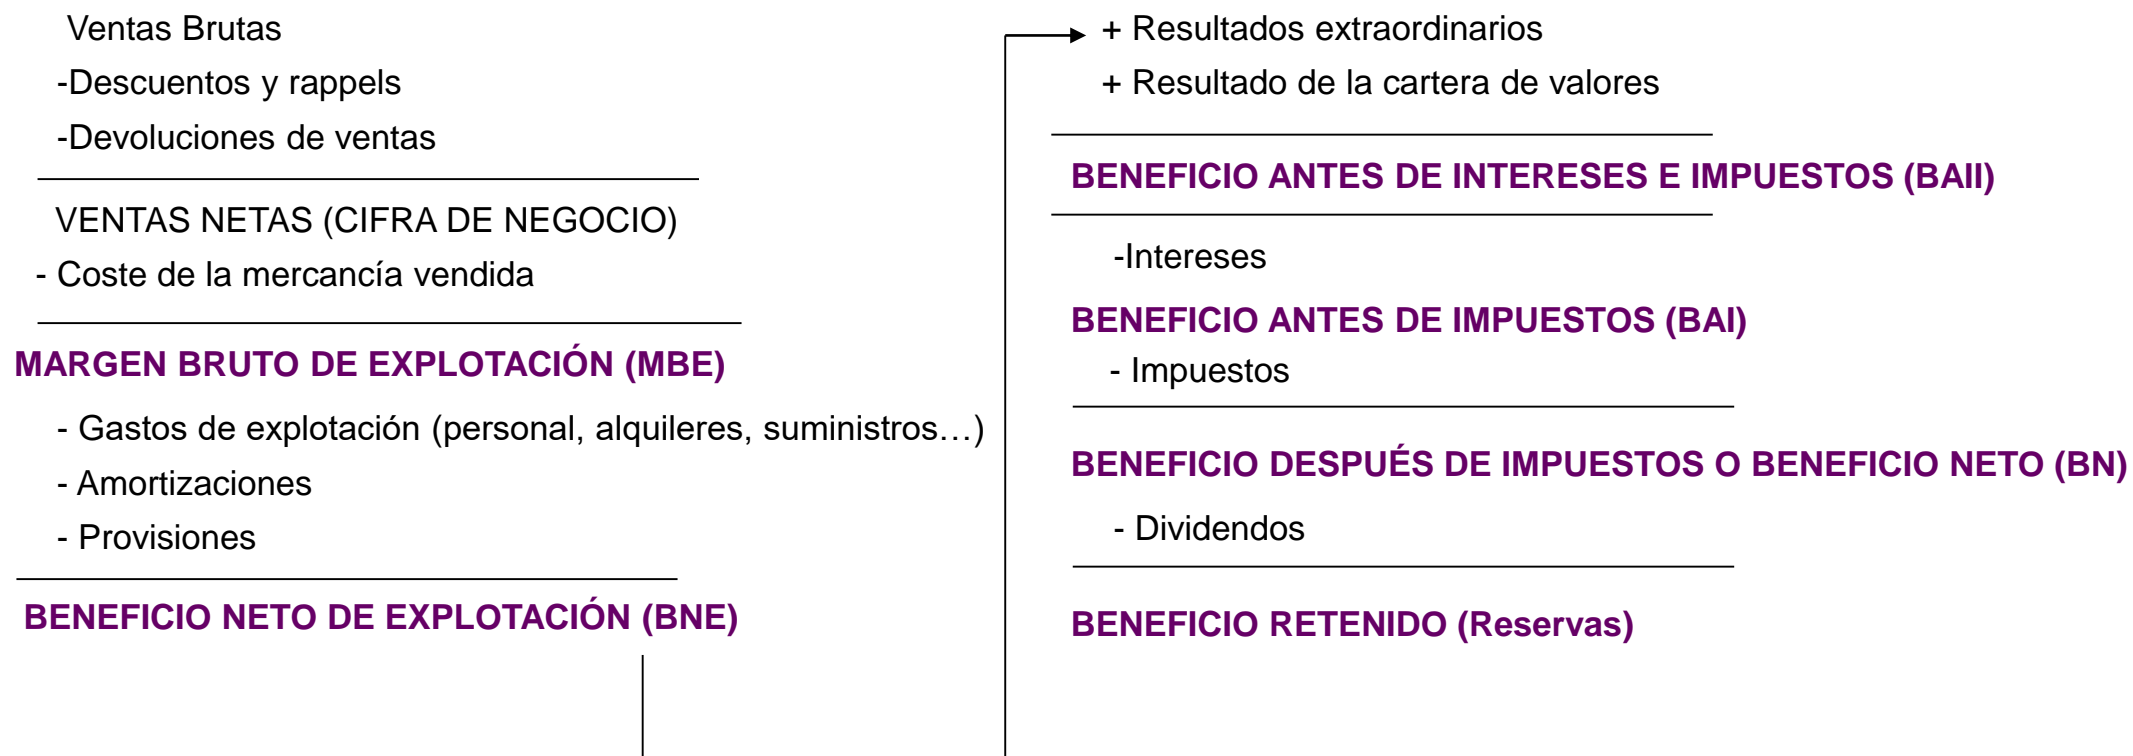 Ventas Brutas
-Descuentos y rappels
-Devoluciones de ventas
VENTAS NETAS (CIFRA DE NEGOCIO)
- Coste de la mercancía vendida
MARGEN BRUTO DE EXPLOTACIÓN (MBE)
- Gastos de explotación (personal, alquileres, suministros…)
- Amortizaciones
- Provisiones
BENEFICIO NETO DE EXPLOTACIÓN (BNE)
+ Resultados extraordinarios
+ Resultado de la cartera de valores
BENEFICIO ANTES DE INTERESES E IMPUESTOS (BAII)
-Intereses
BENEFICIO ANTES DE IMPUESTOS (BAI)
- Impuestos
BENEFICIO DESPUÉS DE IMPUESTOS O BENEFICIO NETO (BN)
- Dividendos
BENEFICIO RETENIDO (Reservas)